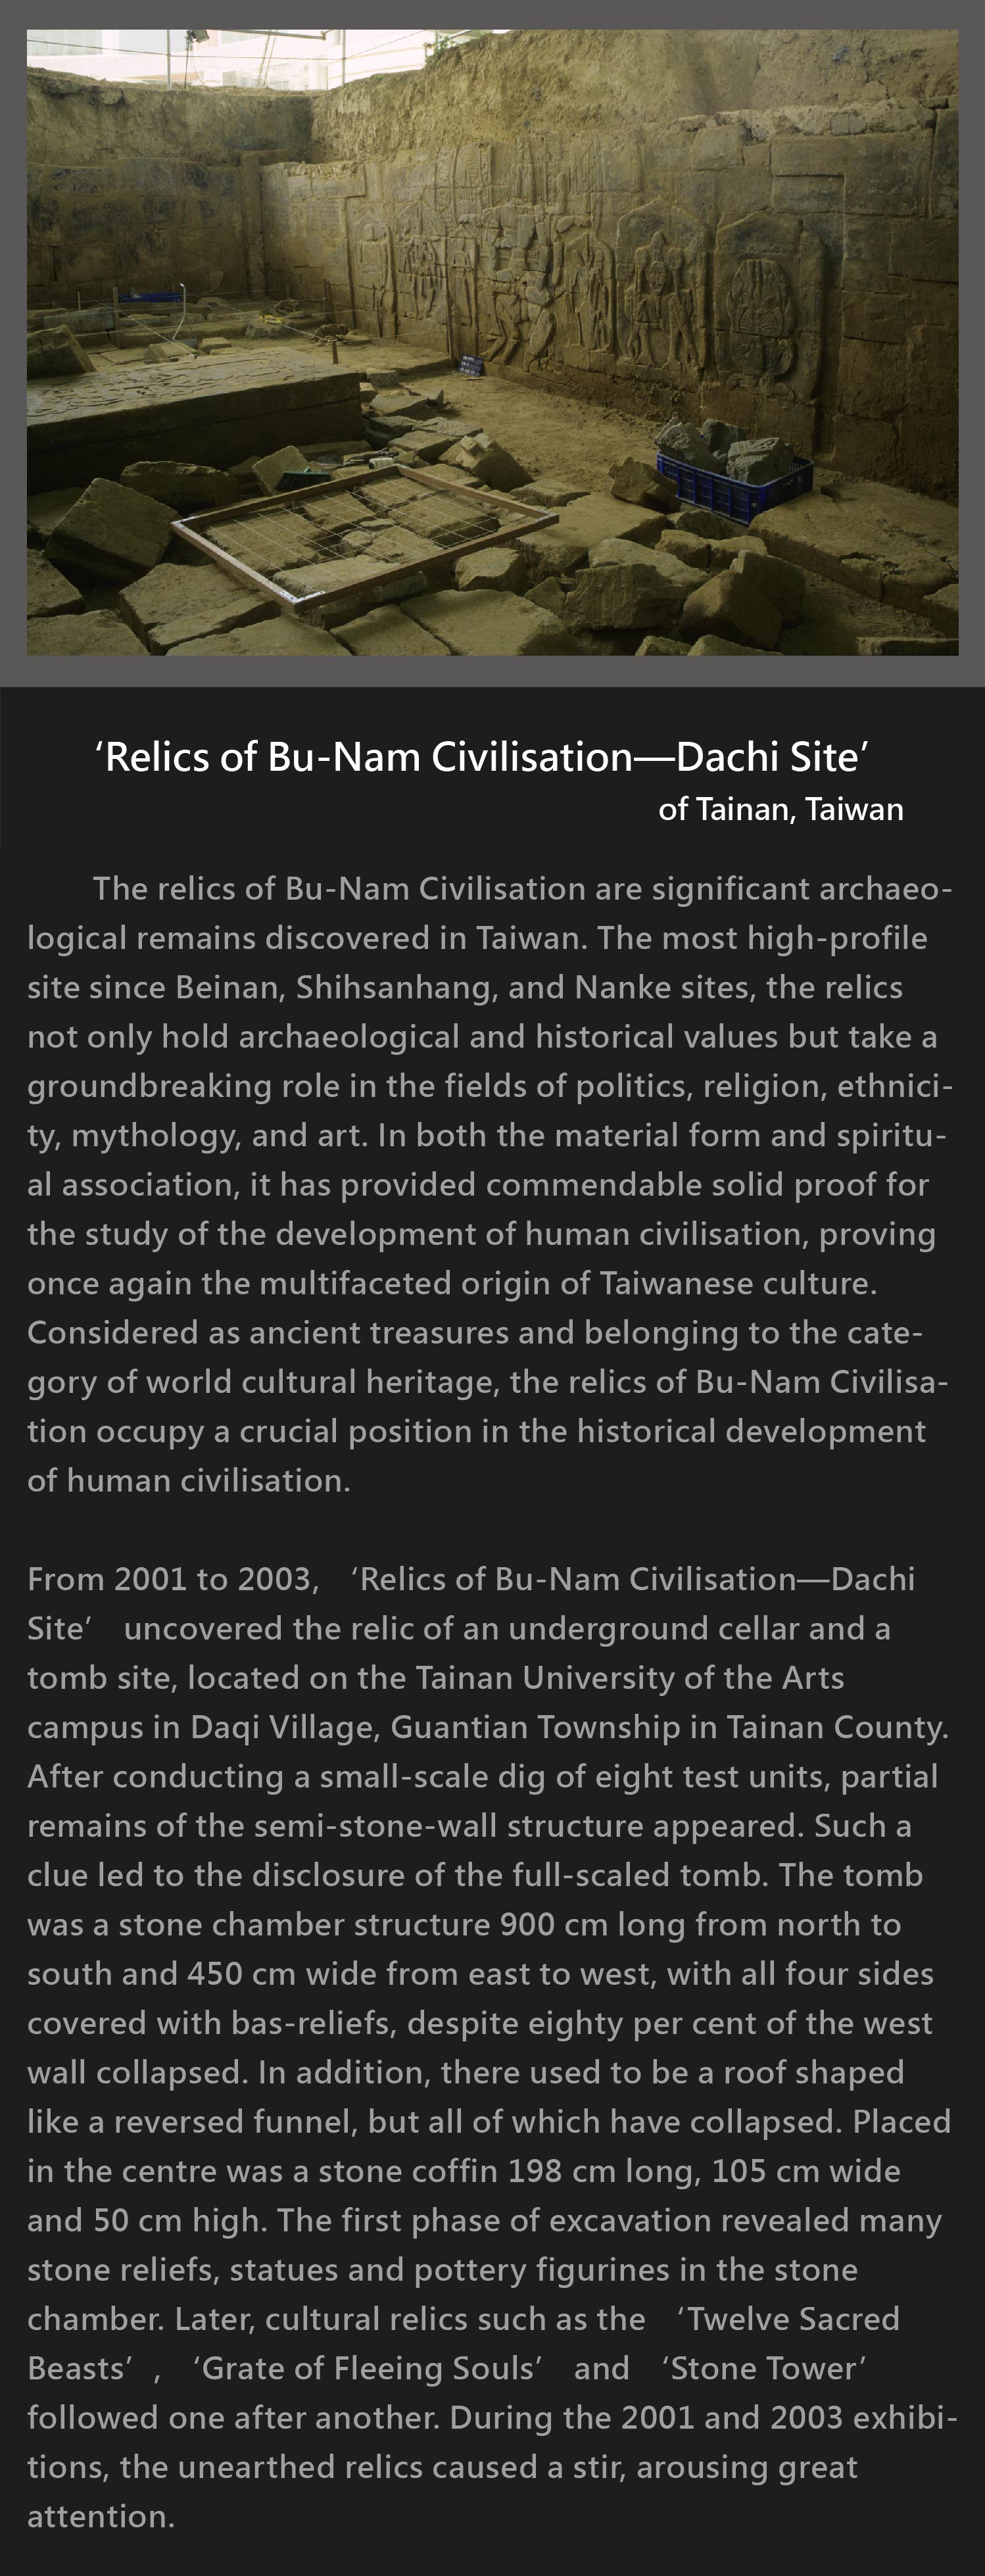 ‘Relics of Bu-Nam Civilisation—Dachi Site’
of Tainan, Taiwan
The relics of Bu-Nam Civilisation are significant archaeo-
logical remains discovered in Taiwan. The most high-profile
site since Beinan, Shihsanhang, and Nanke sites, the relics
not only hold archaeological and historical values but take a
groundbreaking role in the fields of politics, religion, ethnici-
ty, mythology, and art. In both the material form and spiritu-
al association, it has provided commendable solid proof for
the study of the development of human civilisation, proving
once again the multifaceted origin of Taiwanese culture.
Considered as ancient treasures and belonging to the cate-
gory of world cultural heritage, the relics of Bu-Nam Civilisa-
tion occupy a crucial position in the historical development
of human civilisation.
From 2001 to 2003, ‘Relics of Bu-Nam Civilisation—Dachi
Site’ uncovered the relic of an underground cellar and a
tomb site, located on the Tainan University of the Arts
campus in Daqi Village, Guantian Township in Tainan County.
After conducting a small-scale dig of eight test units, partial
remains of the semi-stone-wall structure appeared. Such a
clue led to the disclosure of the full-scaled tomb. The tomb
was a stone chamber structure 900 cm long from north to
south and 450 cm wide from east to west, with all four sides
covered with bas-reliefs, despite eighty per cent of the west
wall collapsed. In addition, there used to be a roof shaped
like a reversed funnel, but all of which have collapsed. Placed
in the centre was a stone coffin 198 cm long, 105 cm wide
and 50 cm high. The first phase of excavation revealed many
stone reliefs, statues and pottery figurines in the stone
chamber. Later, cultural relics such as the ‘Twelve Sacred
Beasts’ , ‘Grate of Fleeing Souls’ and ‘Stone Tower’
followed one after another. During the 2001 and 2003 exhibi-
tions, the unearthed relics caused a stir, arousing great
attention.